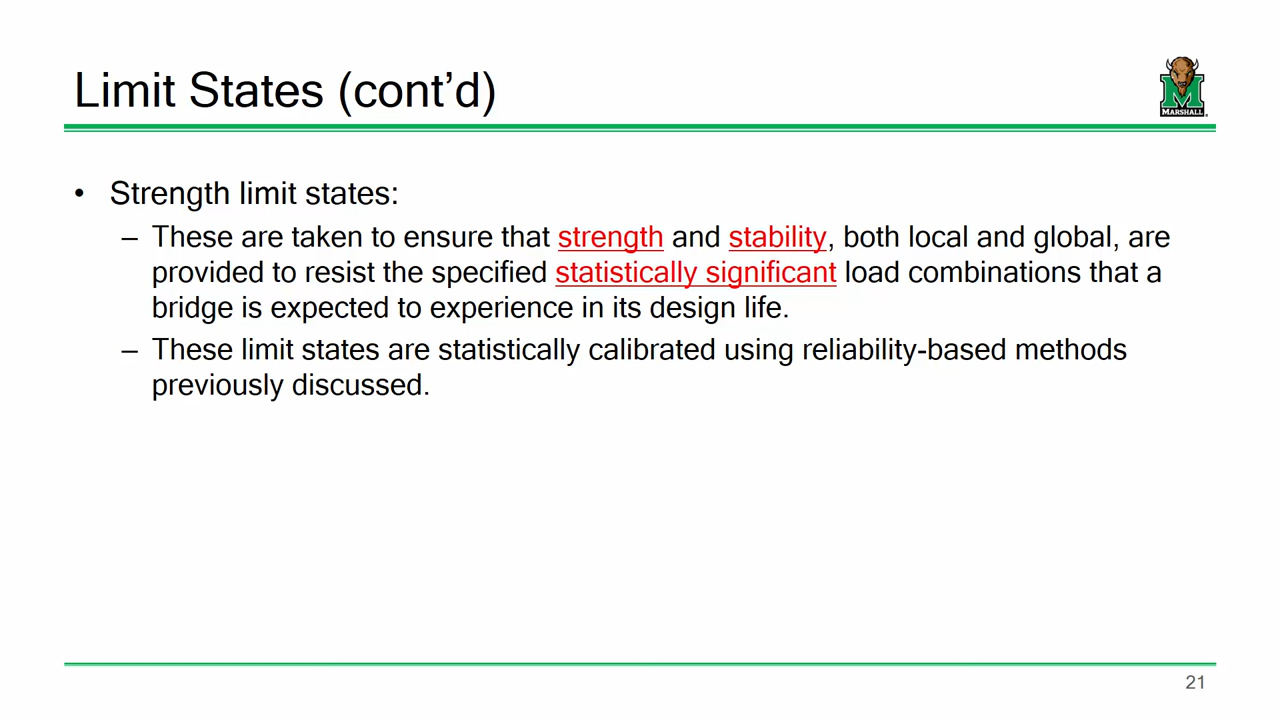 Limit States (cont’d)
MARSHALL
• Strength limit states:
– These are taken to ensure that strength and stability, both local and global, are
provided to resist the specified statistically significant load combinations that a
bridge is expected to experience in its design life.
– These limit states are statistically calibrated using reliability-based methods
previously discussed.
21